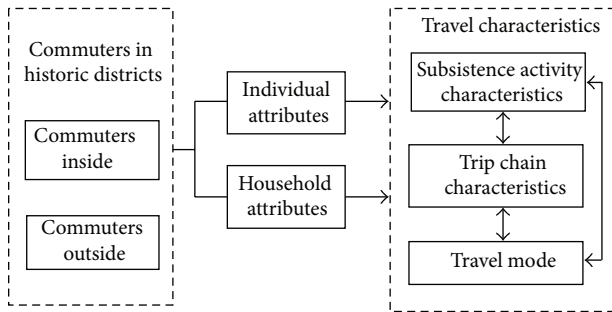 Commuters in
historic districts
Commuters
inside
Commuters
outside
Individual
attributes
Household
attributes
Travel characteristics
Subsistence activity
characteristics
Trip chain
characteristics
Travel mode